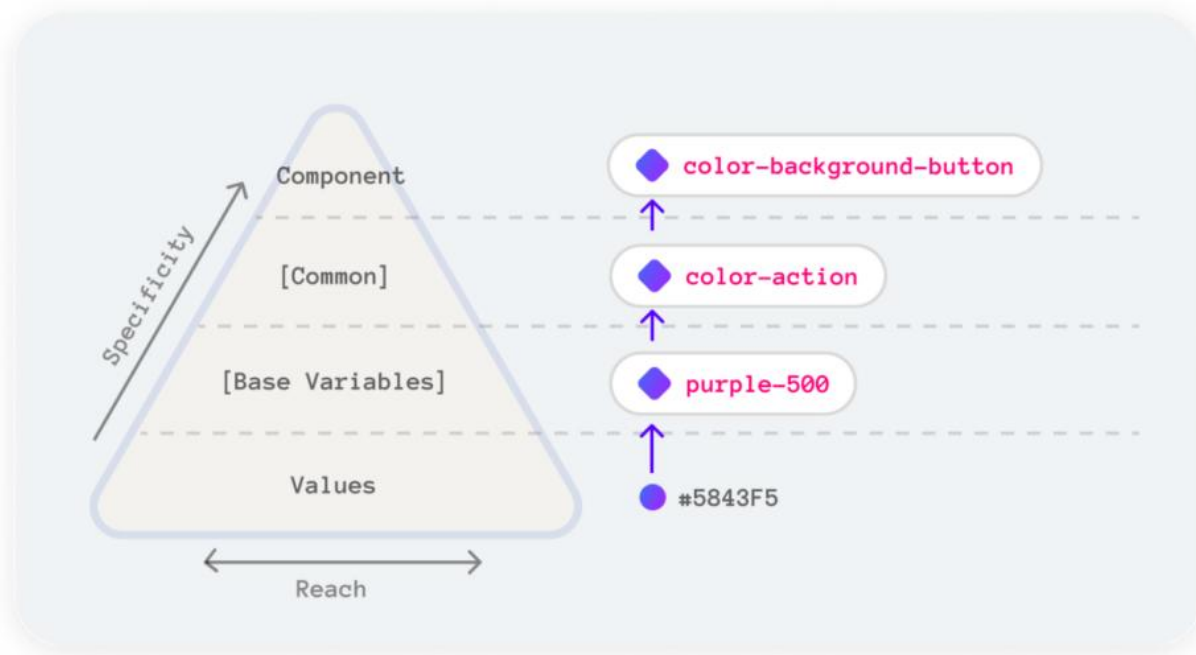 Component
color-background-button
Specificity
[Common]
color-action
[Base Variables]
purple-500
Values
#5843F5
Reach